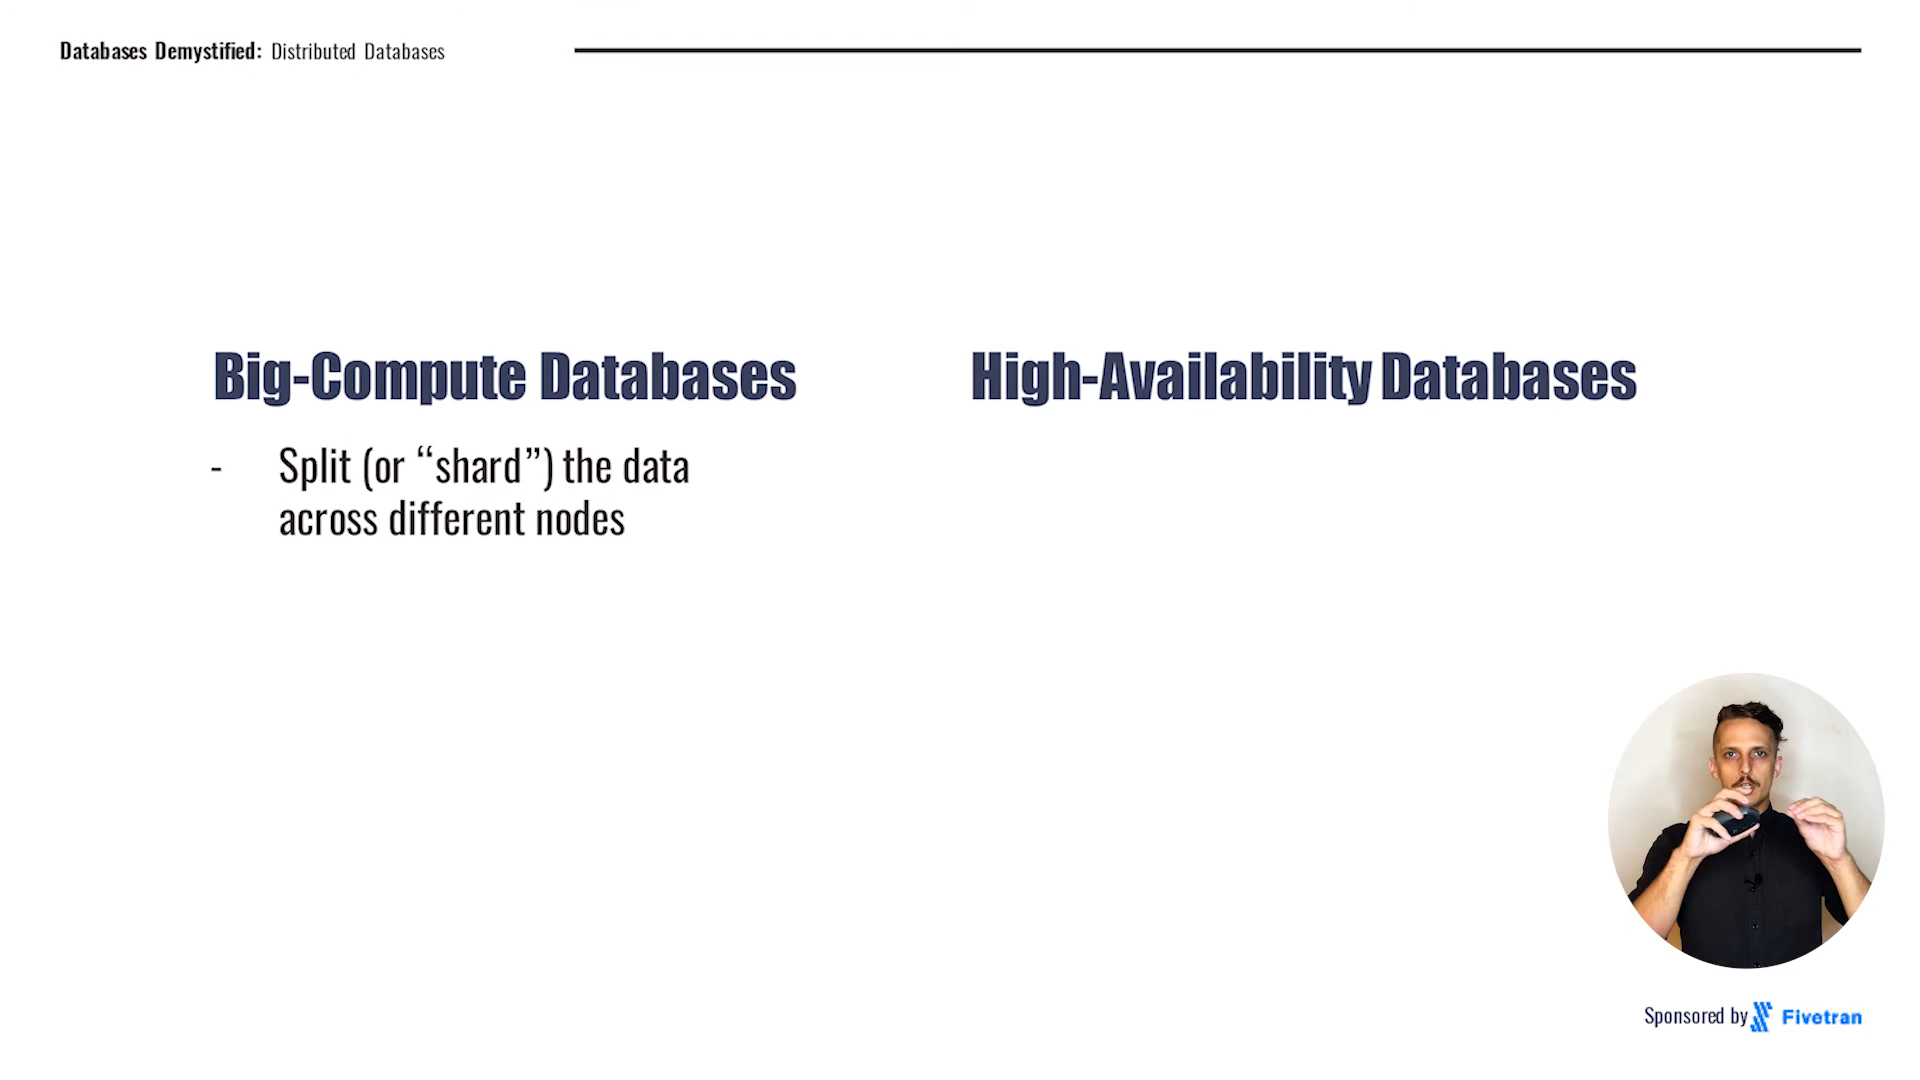 Databases Demystified: Distributed Databases
Big-Compute Databases
- Split (or “shard”) the data
across different nodes
High-Availability Databases
Sponsored by Fivetran